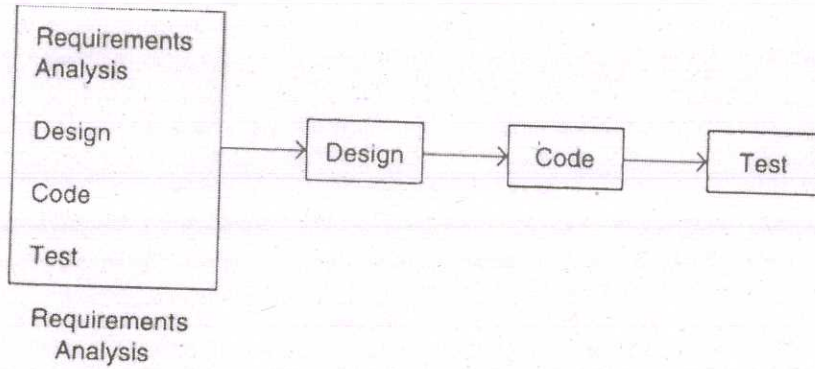 Requirements
Analysis
Design
Code
Test
Requirements
Analysis
Design
Code
Test